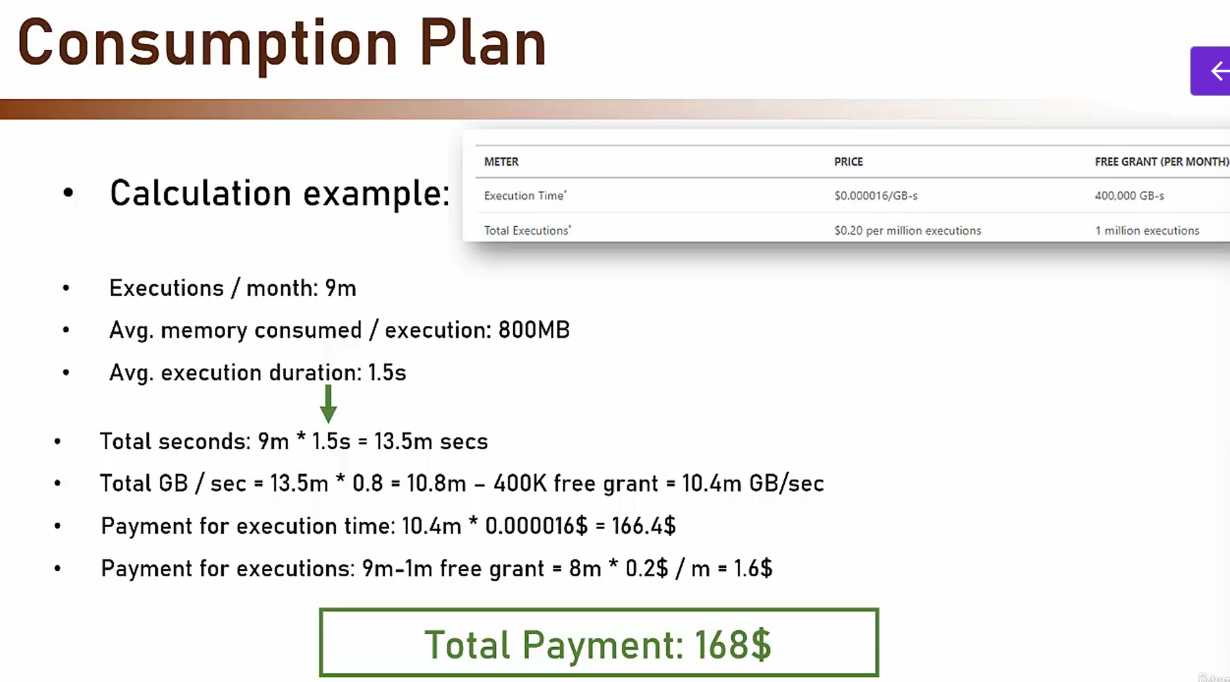 Consumption Plan
• Calculation example:
METER PRICE FREE GRANT (PER MONTH)
Execution Time* $0.000016/GB-s 400,000 GB-s
Total Executions* $0.20 per million executions 1 million executions
• Executions / month: 9m
• Avg. memory consumed / execution: 800MB
• Avg. execution duration: 1.5s
• Total seconds: 9m * 1.5s = 13.5m secs
• Total GB / sec = 13.5m * 0.8 = 10.8m – 400K free grant = 10.4m GB/sec
• Payment for execution time: 10.4m * 0.000016$ = 166.4$
• Payment for executions: 9m-1m free grant = 8m * 0.2$ / m = 1.6$
Total Payment: 168$